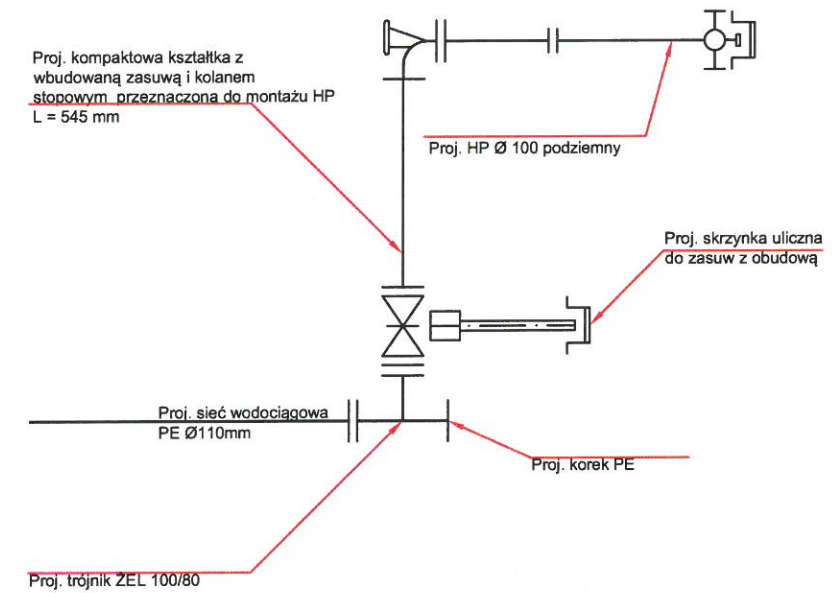 Proj. kompaktowa kształtka z
wbudowaną zasuwą i kolanem
stopowym przeznaczona do montażu HP
L = 545 mm
Proj. HP Ø 100 podziemny
Proj. skrzynka uliczna
do zasuw z obudową
Proj. sieć wodociągowa
PE Ø110mm
Proj. korek PE
Proj. trójnik ŻEL 100/80